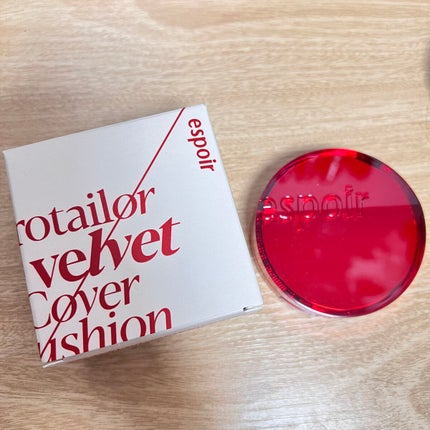 espoir
rotailor
velvet
Cover
ushion
espoir